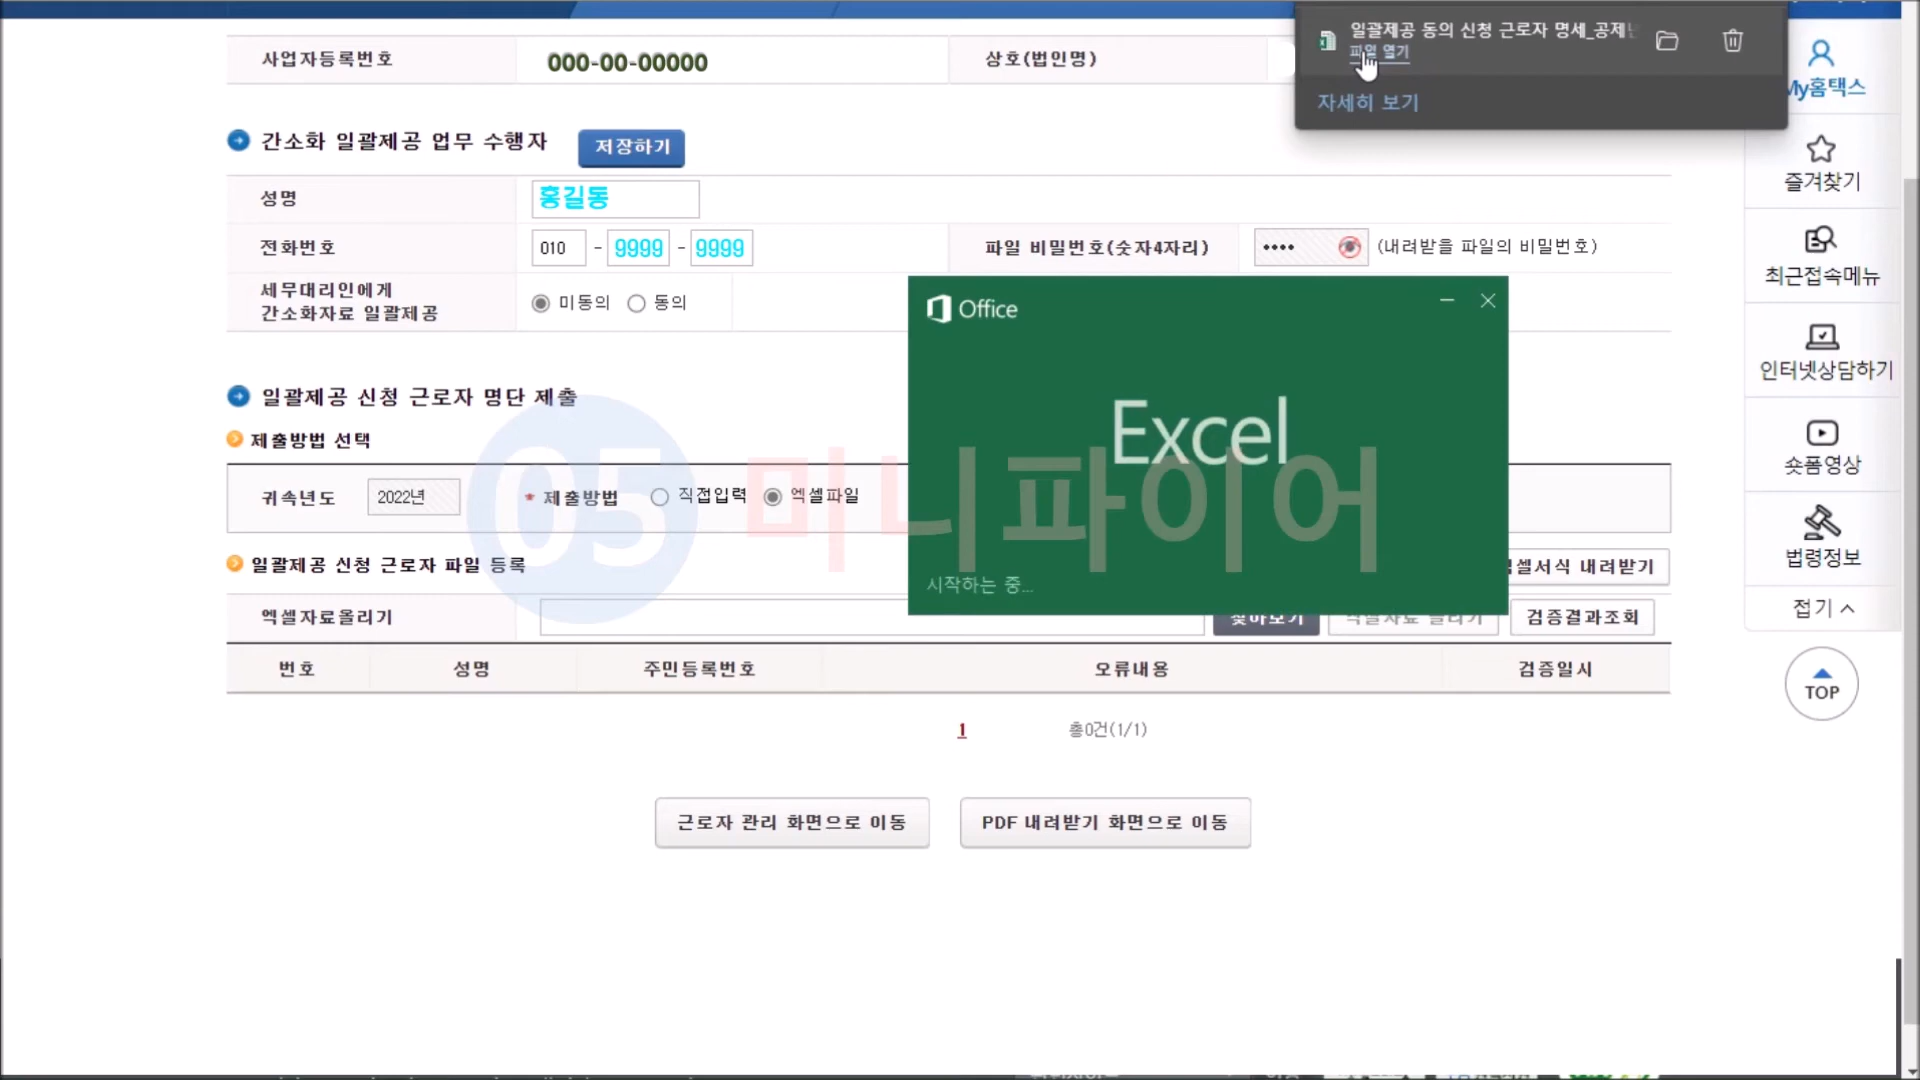 일괄제공 동의 신청 근로자 명세_공제년
파일 열기
자세히 보기
사업자등록번호
000-00-00000
상호(법인명)
My홈택스
간소화 일괄제공 업무 수행자
저장하기
즐겨찾기
성명
홍길동
전화번호
010 - 9999 - 9999
파일 비밀번호(숫자4자리)
(내려받을 파일의 비밀번호)
최근접속메뉴
세무대리인에게
간소화자료 일괄제공
미동의
동의
Office
Excel
시작하는 중...
인터넷상담하기
일괄제공 신청 근로자 명단 제출
제출방법 선택
숏폼영상
귀속년도
2022년
* 제출방법
직접입력
엑셀파일
05 미니파이어
법령정보
일괄제공 신청 근로자 파일 등록
엑셀서식 내려받기
엑셀자료올리기
찾아보기
엑셀자료 올리기
검증결과조회
접기
번호
성명
주민등록번호
오류내용
검증일시
TOP
1
총0건(1/1)
근로자 관리 화면으로 이동
PDF 내려받기 화면으로 이동